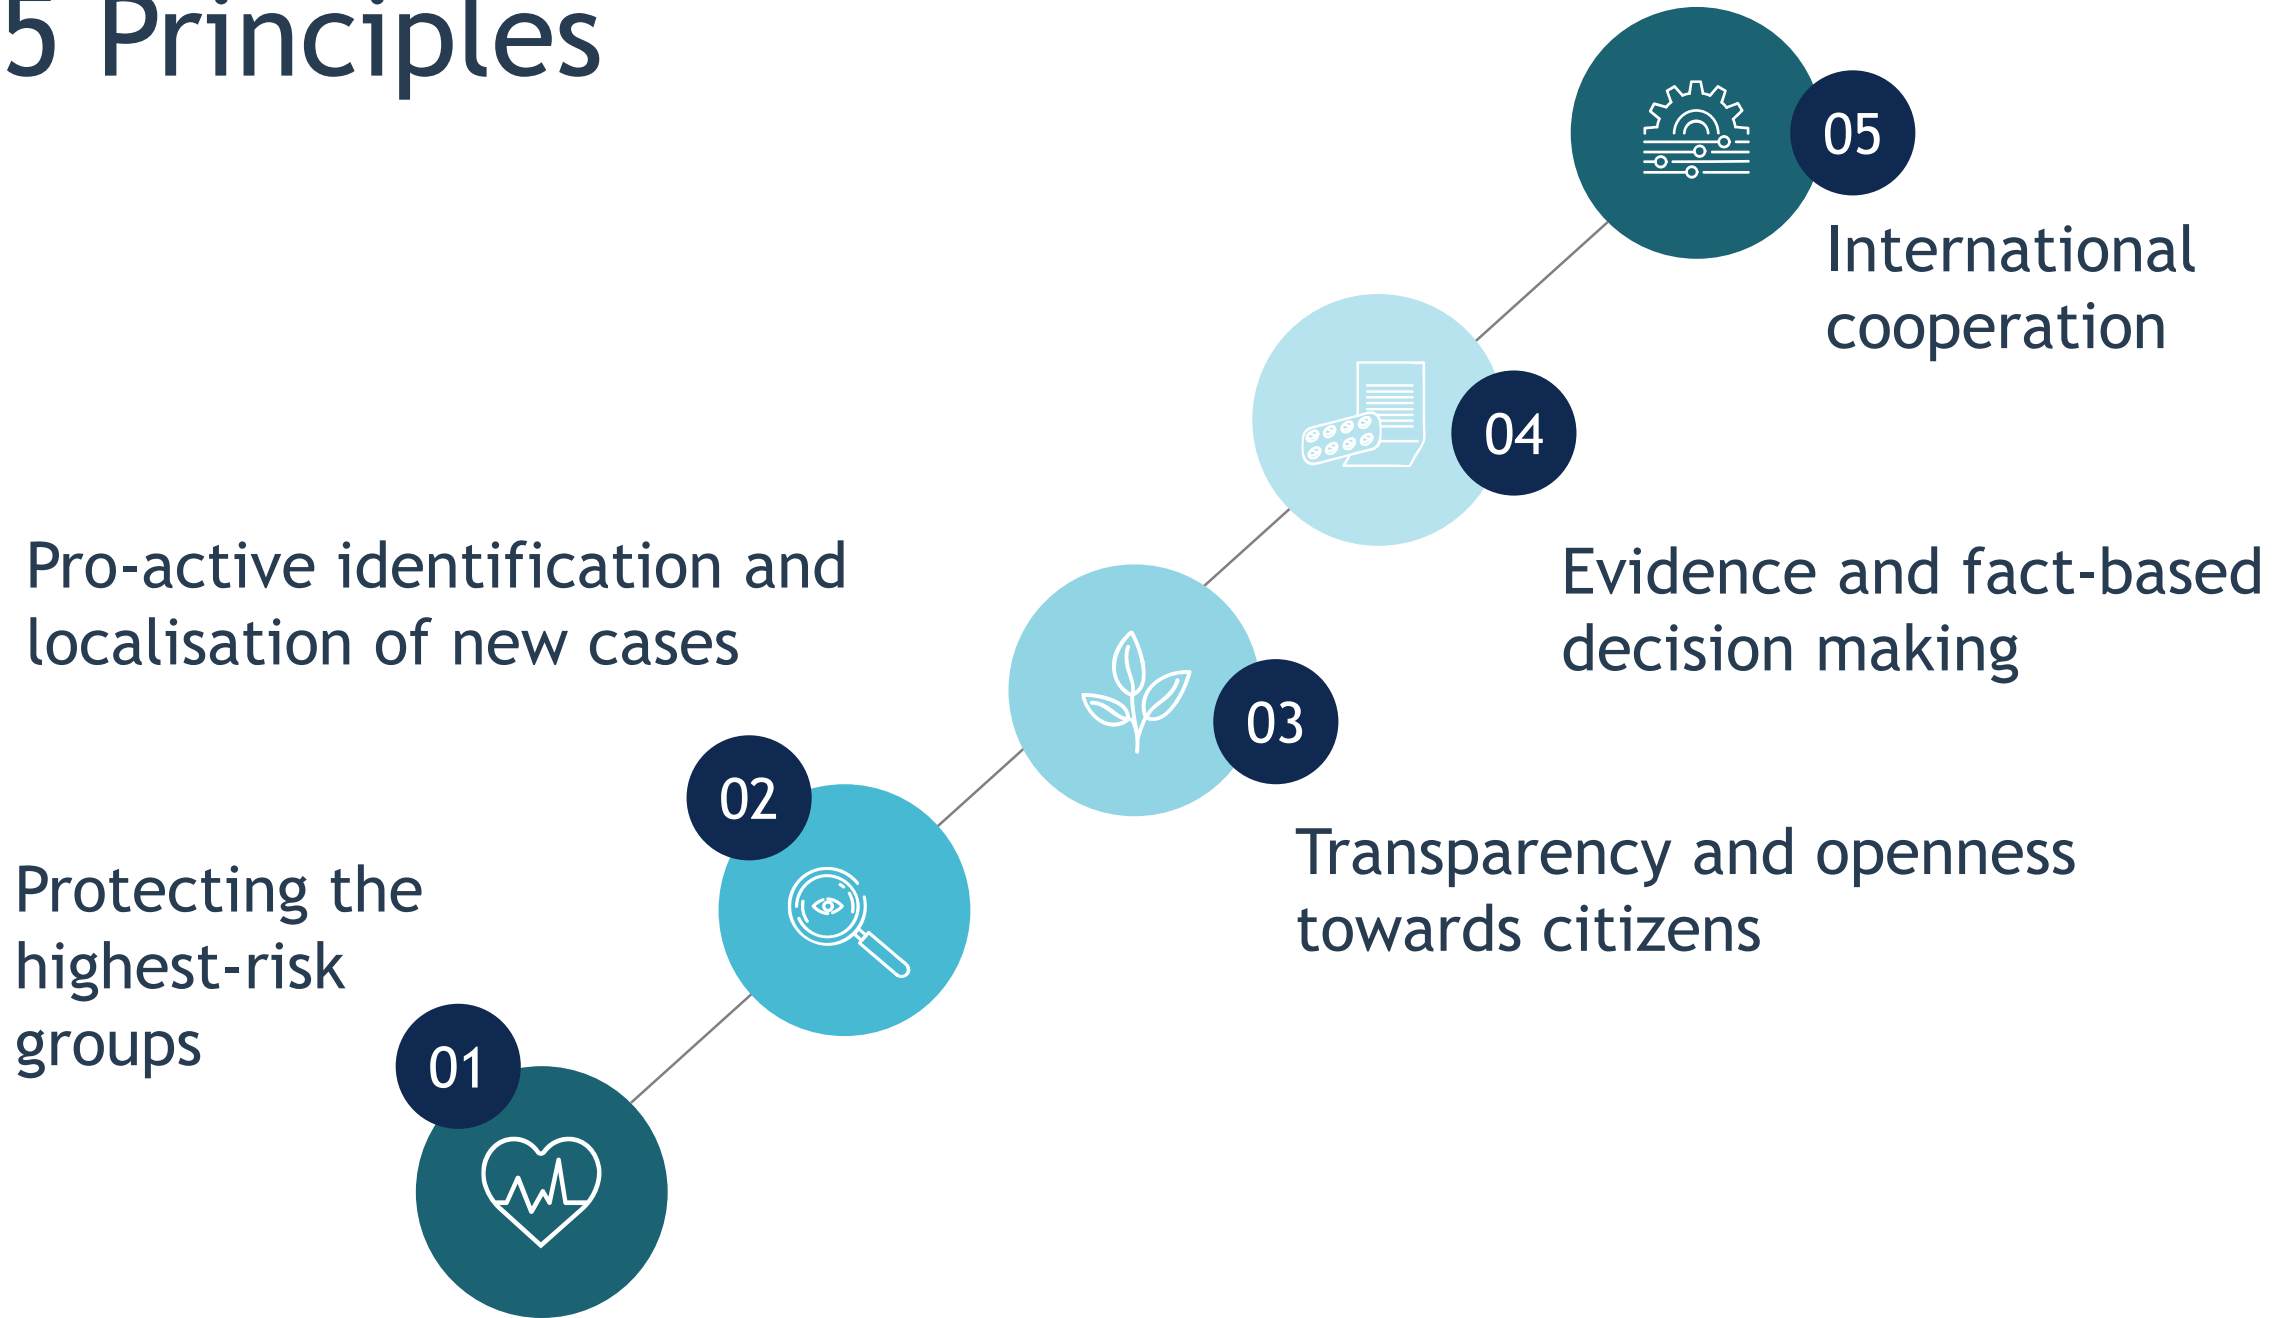 5 Principles
05
International
cooperation
04
Evidence and fact-based
decision making
Pro-active identification and
localisation of new cases
03
Transparency and openness
towards citizens
02
Protecting the
highest-risk
groups
01